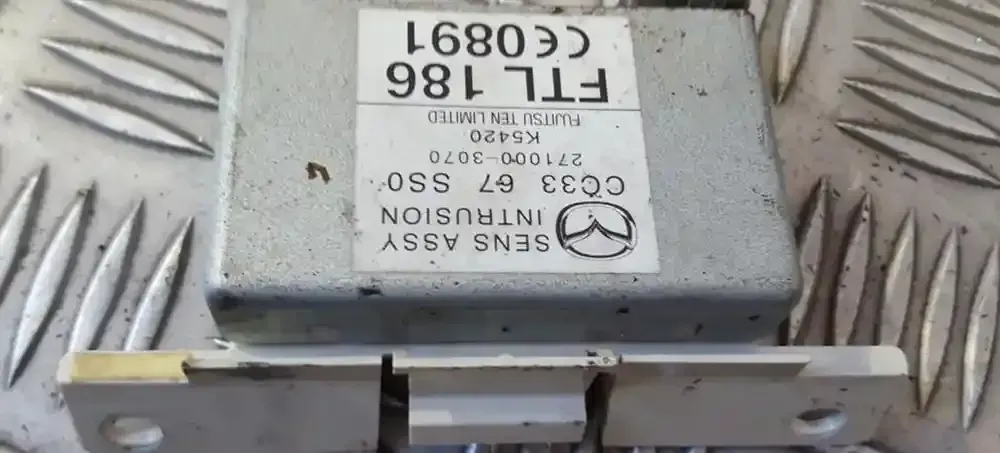 SENS ASSY
INTRUSION
CC33 67 SS0
271000-3070
K5420
FUJITSU TEN LIMITED
FTL 186
CE0891